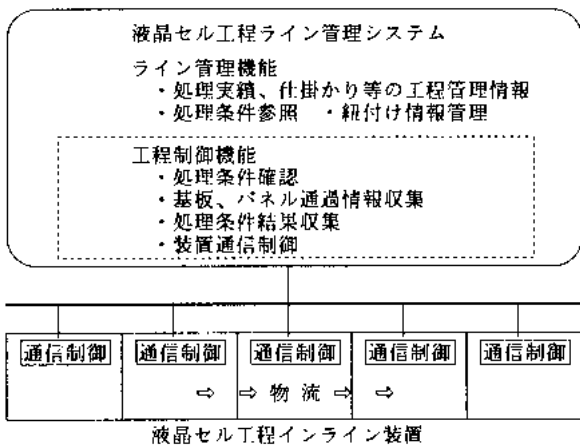 液晶セル工程ライン管理システム
ライン管理機能
・処理実績、仕掛かり等の工程管理情報
・処理条件参照 ・紐付け情報管理
工程制御機能
・処理条件確認
・基板、パネル通過情報収集
・処理条件結果収集
・装置通信制御
通信制御 通信制御 通信制御 通信制御 通信制御
⇨ ⇨ 物流 ⇨ ⇨
液晶セル工程インライン装置